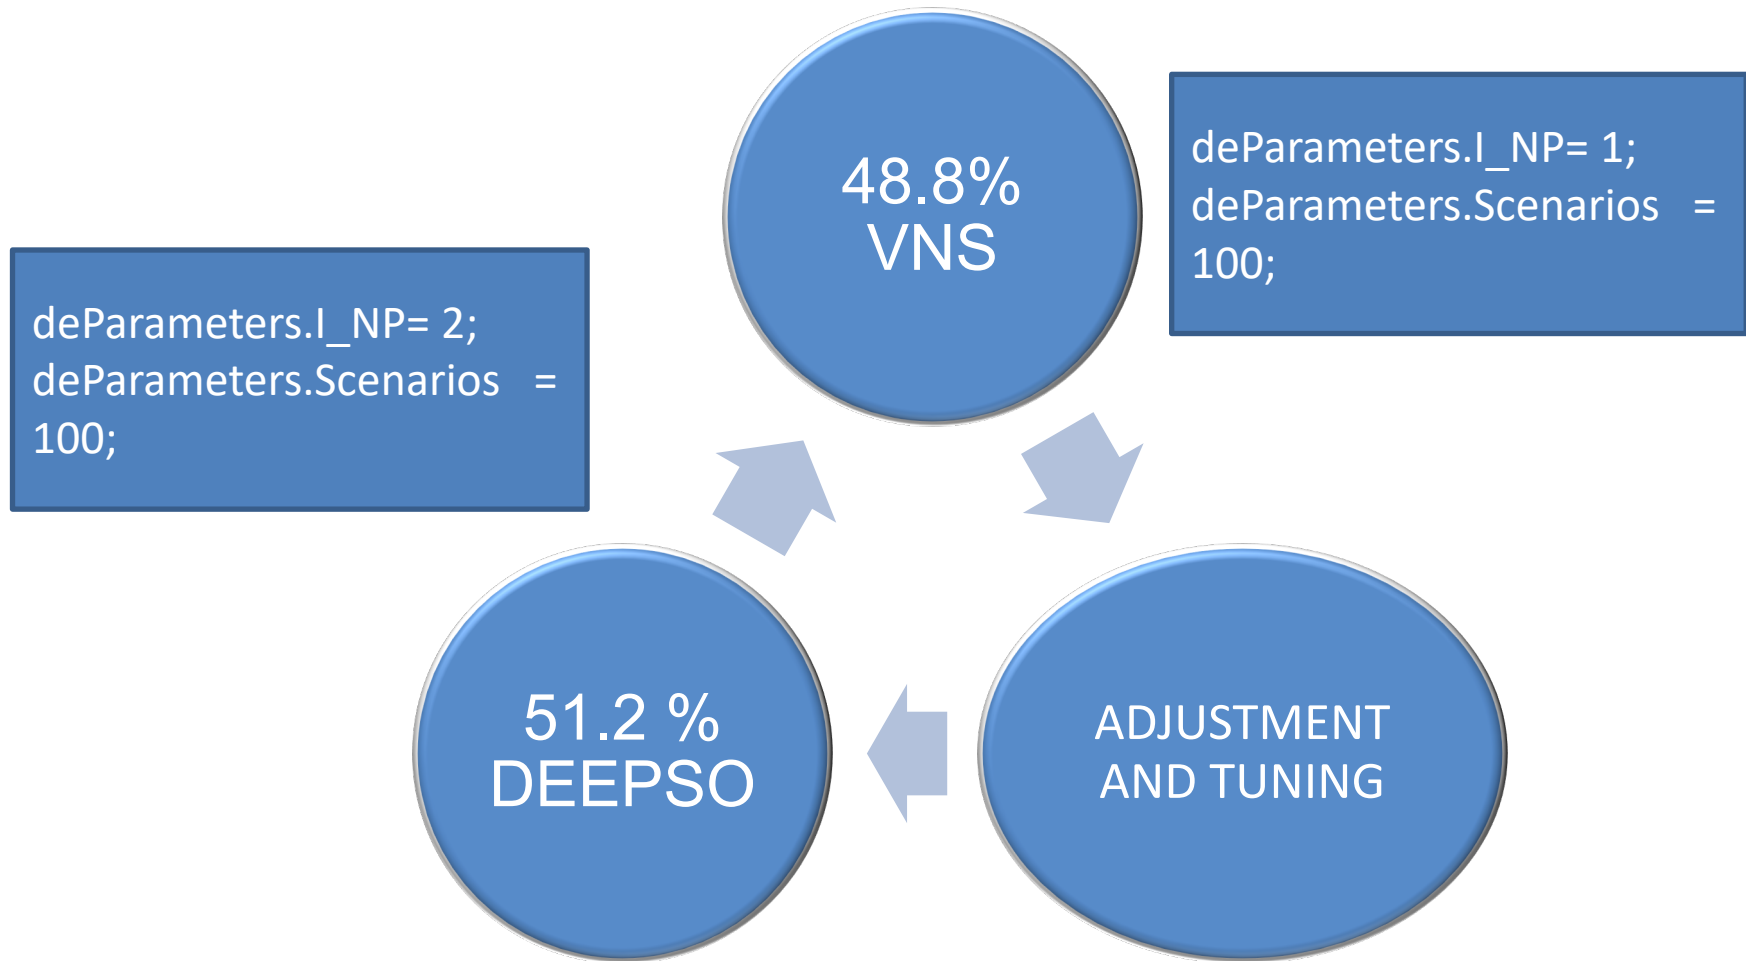 48.8%
VNS
deParameters.I_NP= 1;
deParameters.Scenarios =
100;
deParameters.I_NP= 2;
deParameters.Scenarios =
100;
51.2 %
DEEPSO
ADJUSTMENT
AND TUNING